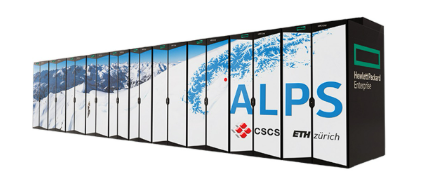 ALPS
CSCS
ETH zürich
Hewlett Packard
Enterprise